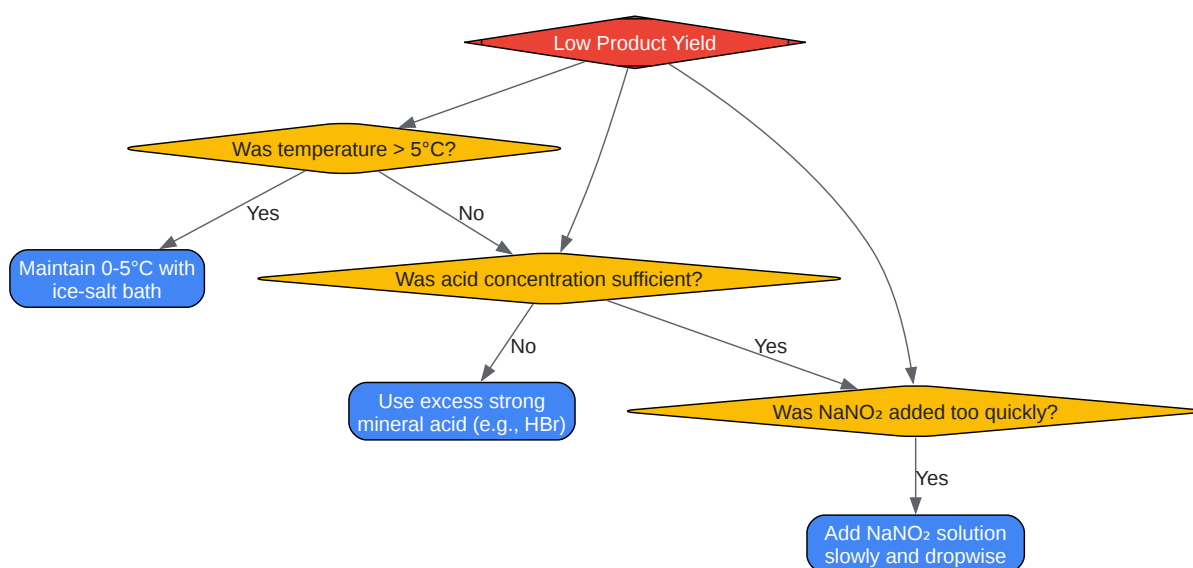 Low Product Yield
Was temperature > 5°C?
Yes
No
Maintain 0-5°C with
ice-salt bath
Was acid concentration sufficient?
No
Yes
Use excess strong
mineral acid (e.g., HBr)
Was NaNO₂ added too quickly?
Yes
Add NaNO₂ solution
slowly and dropwise